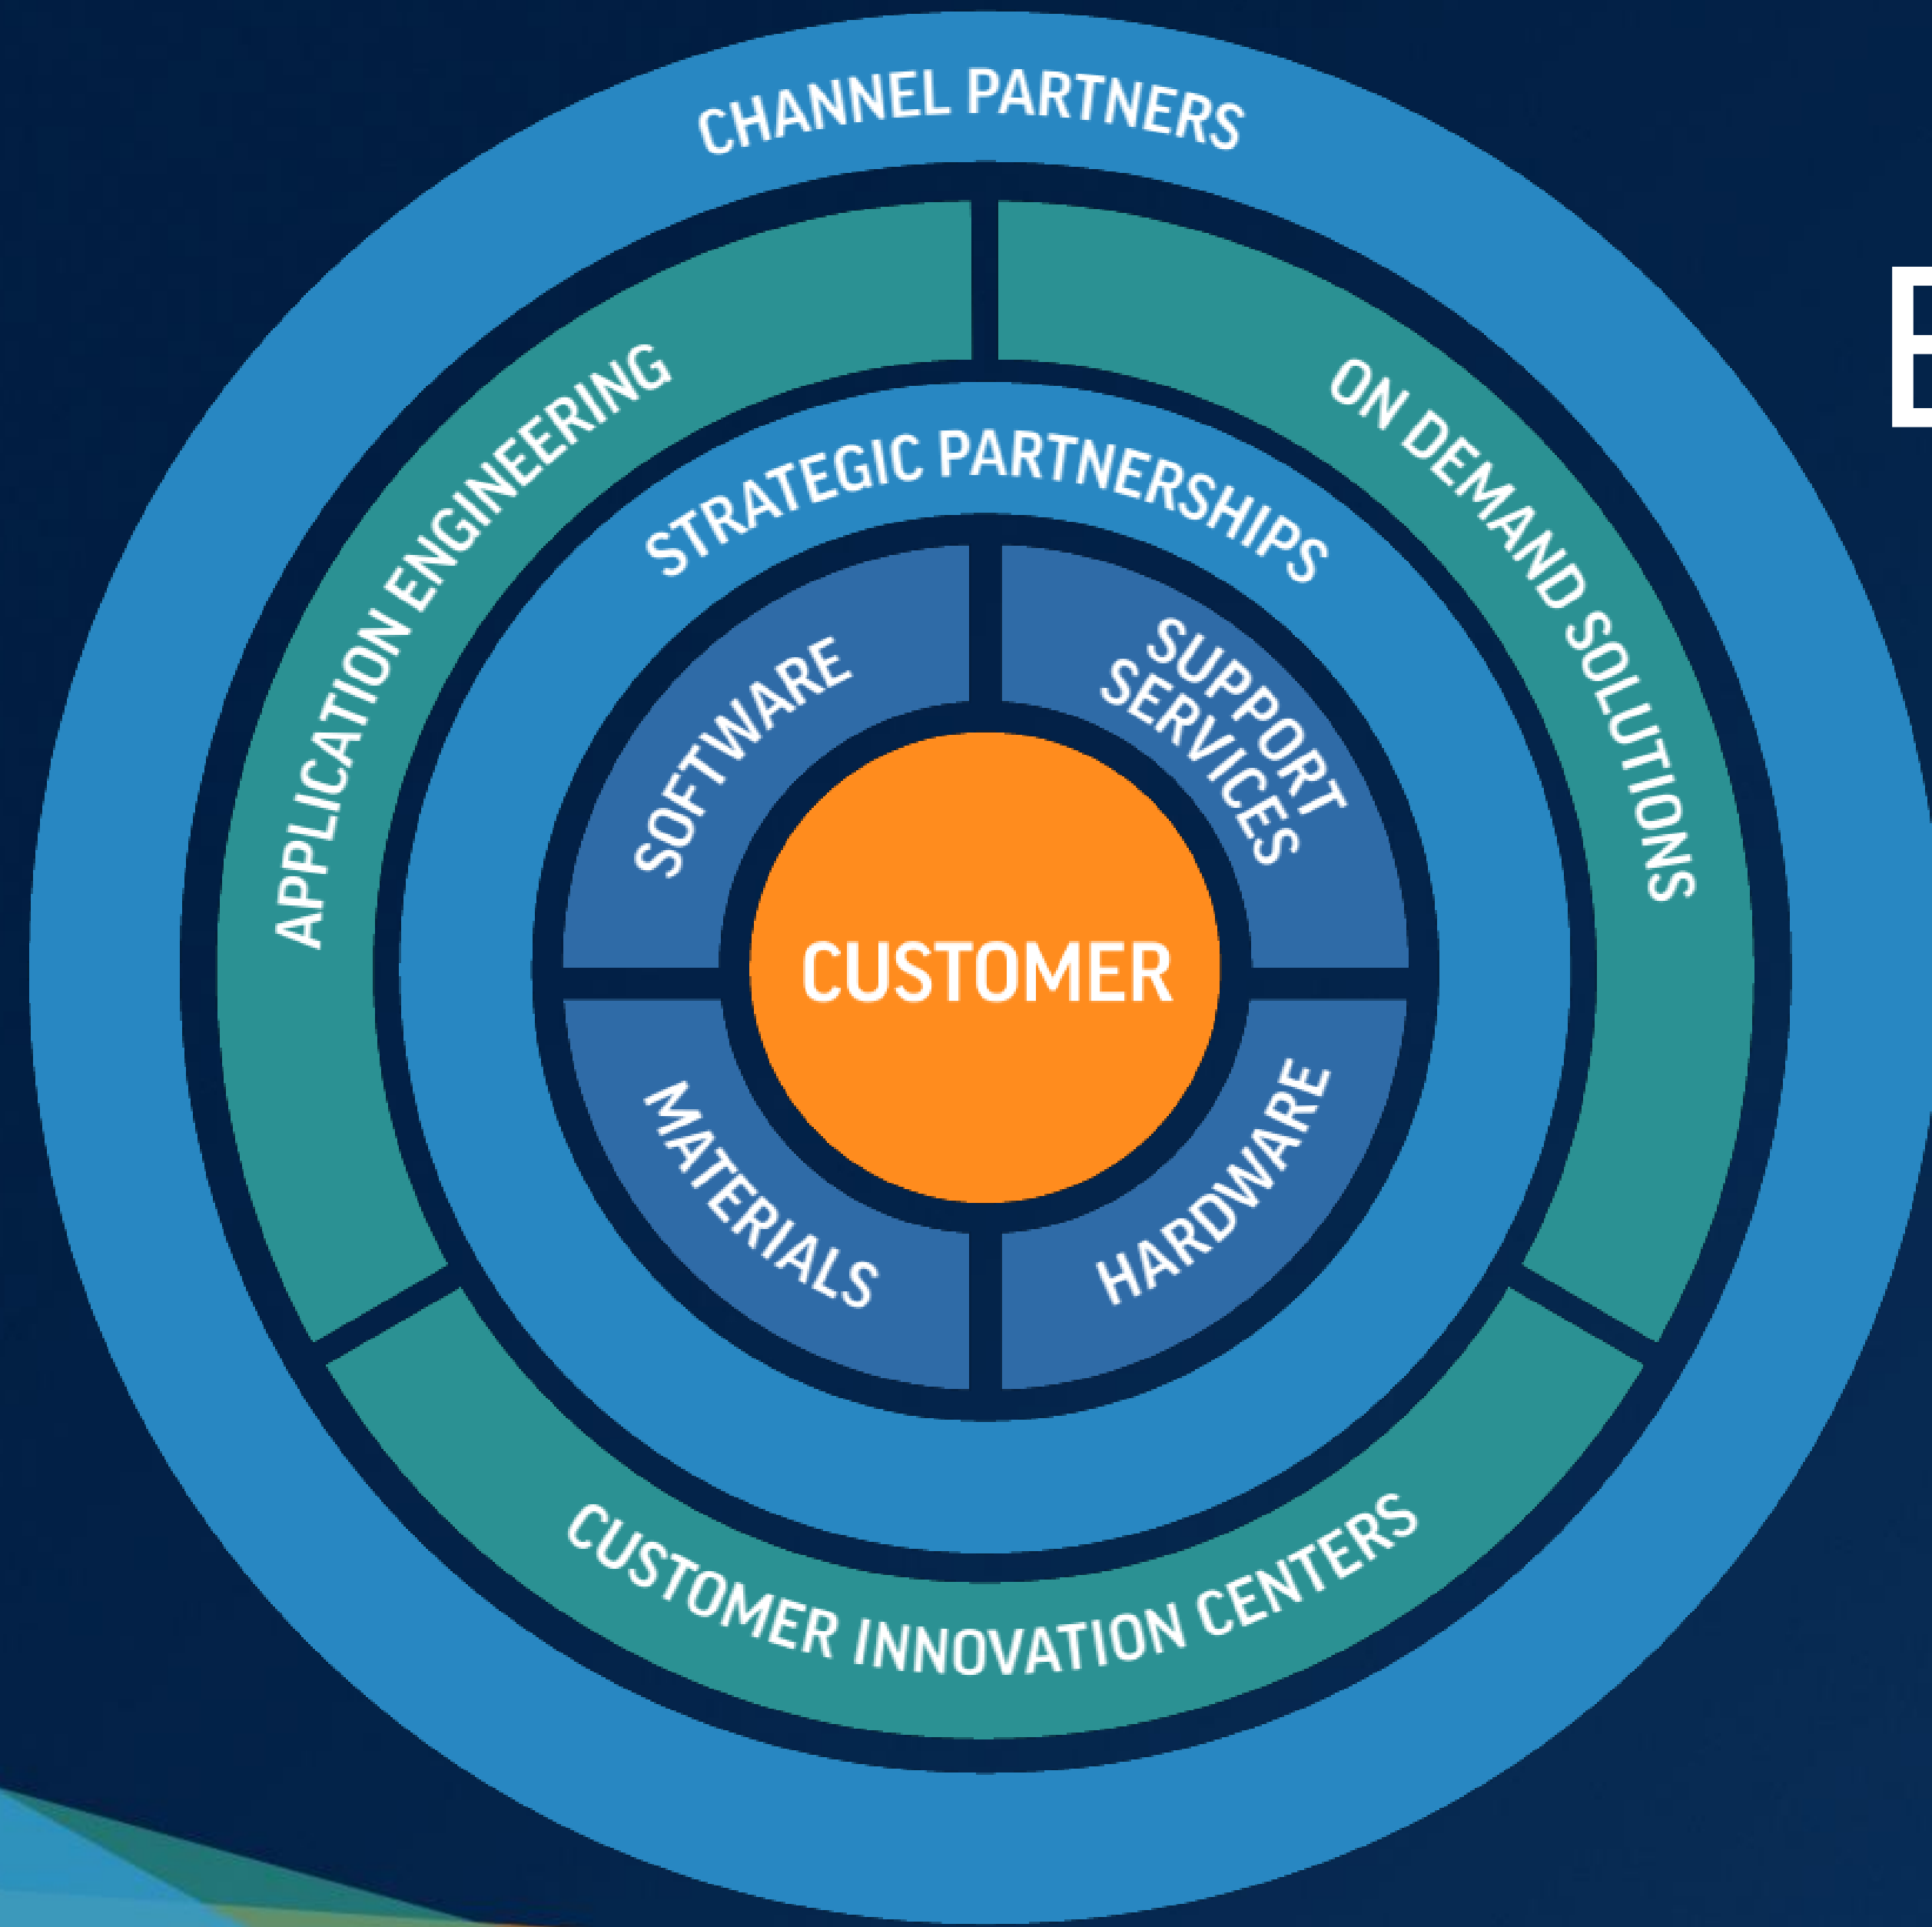 CHANNEL PARTNERS
E
APPLICATION ENGINEERING
ON DEMAND SOLUTIONS
STRATEGIC PARTNERSHIPS
SOFTWARE
SUPPORT
SERVICES
CUSTOMER
MATERIALS
HARDWARE
CUSTOMER INNOVATION CENTERS